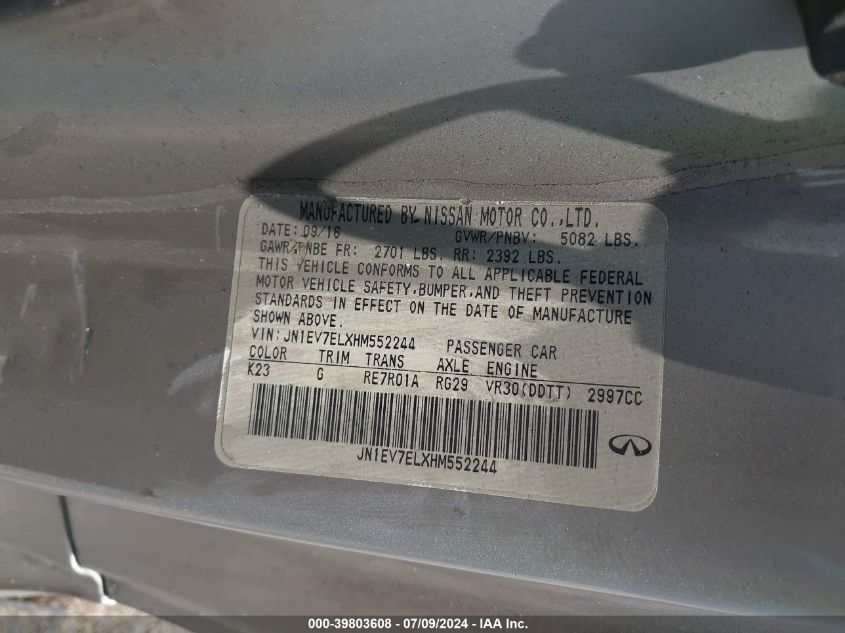 MANUFACTURED BY NISSAN MOTOR CO.,LTD.
DATE: 09/16 GVWR/PNBV: 5082 LBS.
GAWR/PNBE FR: 2701 LBS. RR: 2392 LBS.
THIS VEHICLE CONFORMS TO ALL APPLICABLE FEDERAL
MOTOR VEHICLE SAFETY,BUMPER,AND THEFT PREVENTION
STANDARDS IN EFFECT ON THE DATE OF MANUFACTURE
SHOWN ABOVE.
VIN:JN1EV7ELXHM552244 PASSENGER CAR
COLOR TRIM TRANS AXLE ENGINE
K23 G RE7R01A RG29 VR30(DDTT) 2997CC
JN1EV7ELXHM552244
000-39803608 - 07/09/2024 - IAA Inc.